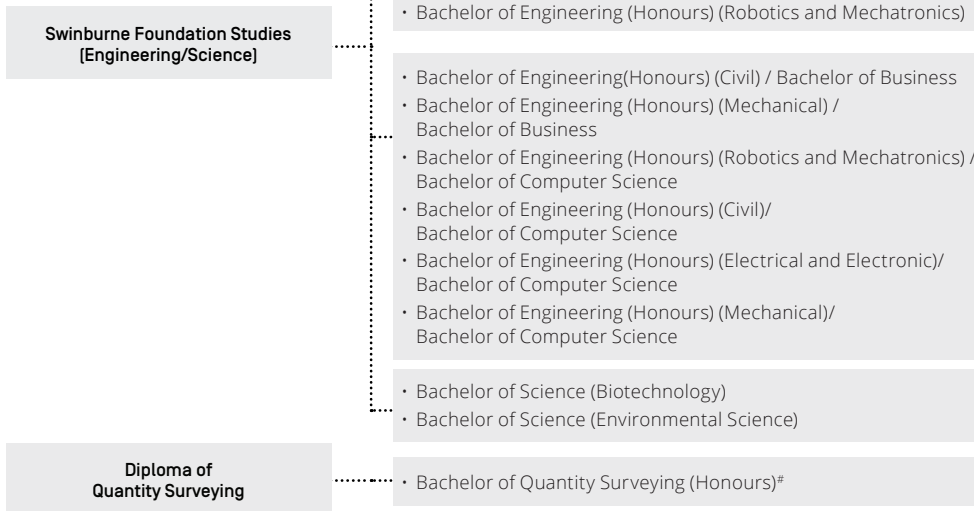 • Bachelor of Engineering (Honours) (Robotics and Mechatronics)
Swinburne Foundation Studies
(Engineering/Science)
• Bachelor of Engineering(Honours) (Civil) / Bachelor of Business
• Bachelor of Engineering (Honours) (Mechanical) /
Bachelor of Business
• Bachelor of Engineering (Honours) (Robotics and Mechatronics) /
Bachelor of Computer Science
• Bachelor of Engineering (Honours) (Civil)/
Bachelor of Computer Science
• Bachelor of Engineering (Honours) (Electrical and Electronic)/
Bachelor of Computer Science
• Bachelor of Engineering (Honours) (Mechanical)/
Bachelor of Computer Science
• Bachelor of Science (Biotechnology)
• Bachelor of Science (Environmental Science)
Diploma of
Quantity Surveying
• Bachelor of Quantity Surveying (Honours)#